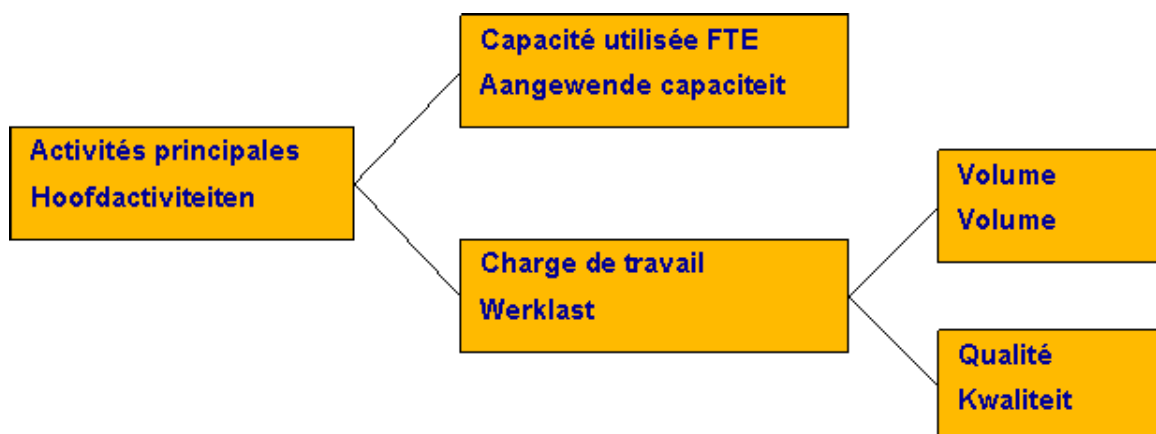 Capacité utilisée FTE
Aangewende capaciteit
Activités principales
Hoofdactiviteiten
Volume
Volume
Charge de travail
Werklast
Qualité
Kwaliteit